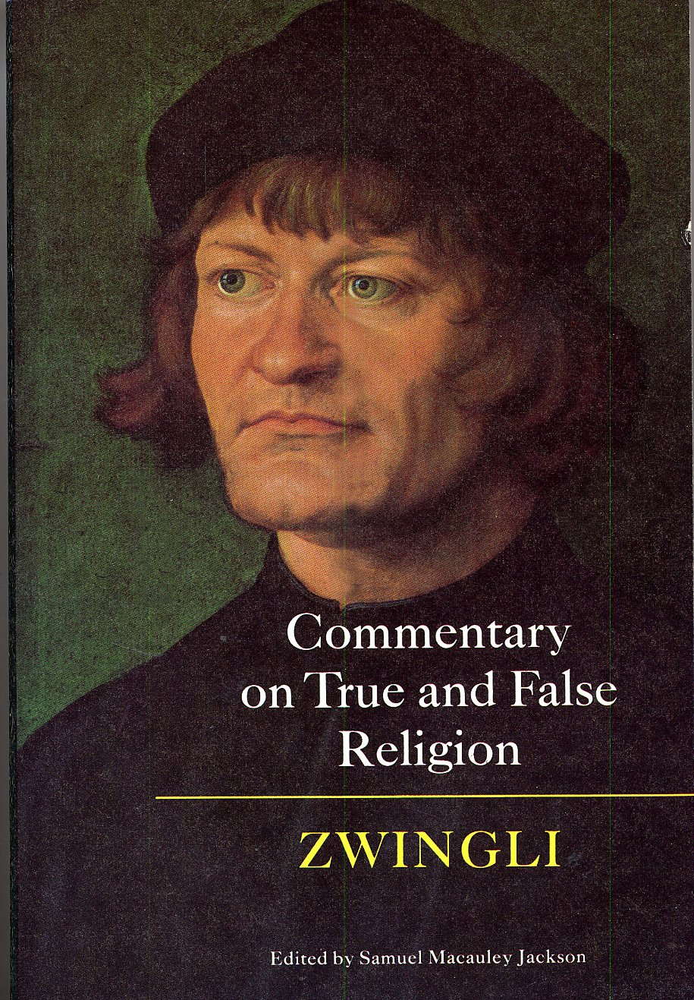 Commentary
on True and False
Religion
ZWINGLI
Edited by Samuel Macauley Jackson